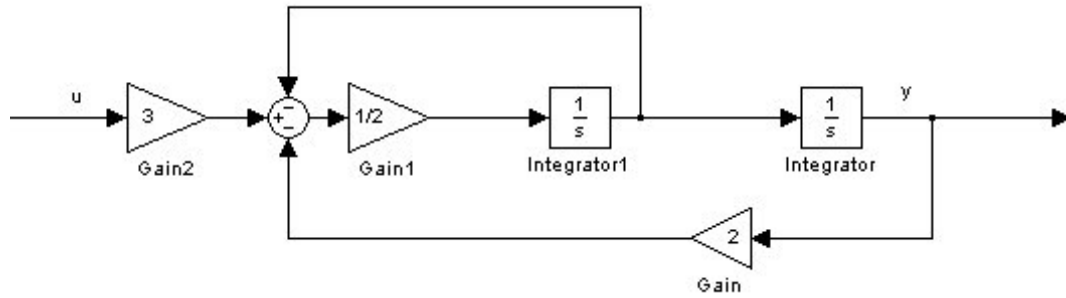 u
3
Gain2
+
−
−
1/2
Gain1
1
s
Integrator1
1
s
Integrator
y
2
Gain